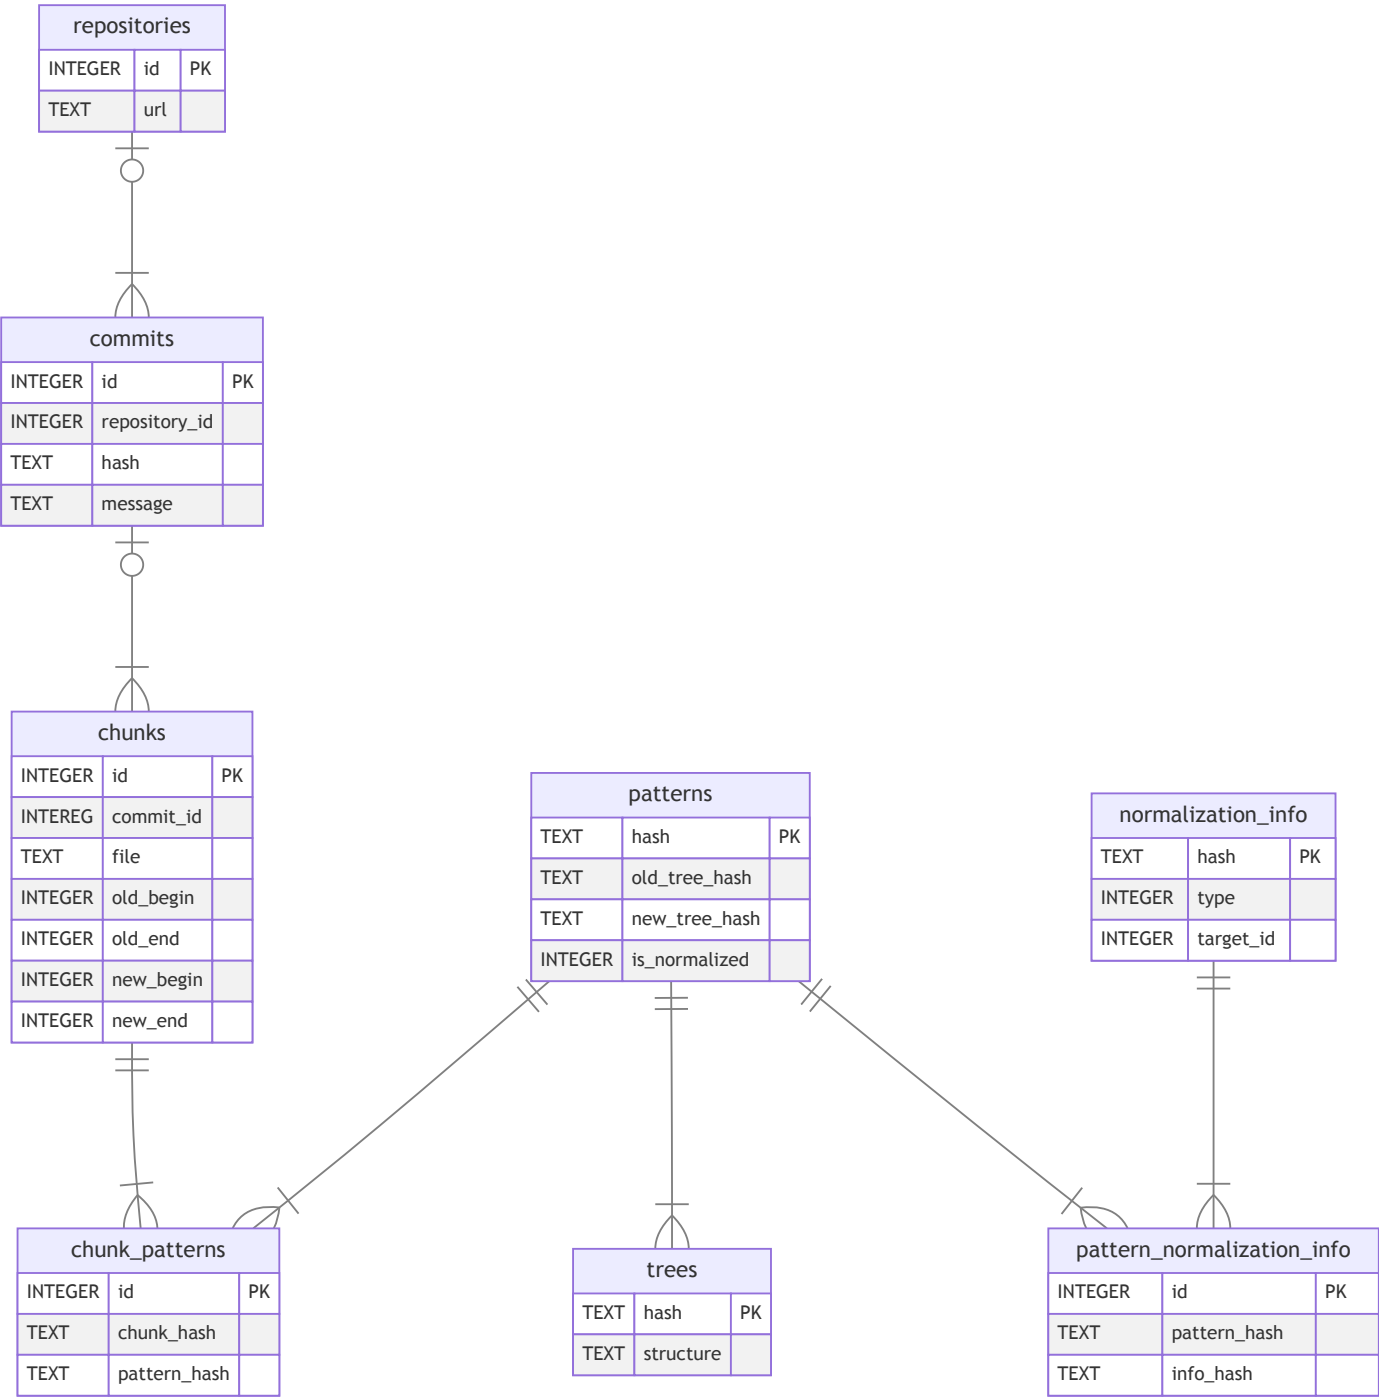 repositories
INTEGER id PK
TEXT url
commits
INTEGER id PK
INTEGER repository_id
TEXT hash
TEXT message
chunks
INTEGER id PK
INTEREG commit_id
TEXT file
INTEGER old_begin
INTEGER old_end
INTEGER new_begin
INTEGER new_end
patterns
TEXT hash PK
TEXT old_tree_hash
TEXT new_tree_hash
INTEGER is_normalized
normalization_info
TEXT hash PK
INTEGER type
INTEGER target_id
chunk_patterns
INTEGER id PK
TEXT chunk_hash
TEXT pattern_hash
trees
TEXT hash PK
TEXT structure
pattern_normalization_info
INTEGER id PK
TEXT pattern_hash
TEXT info_hash